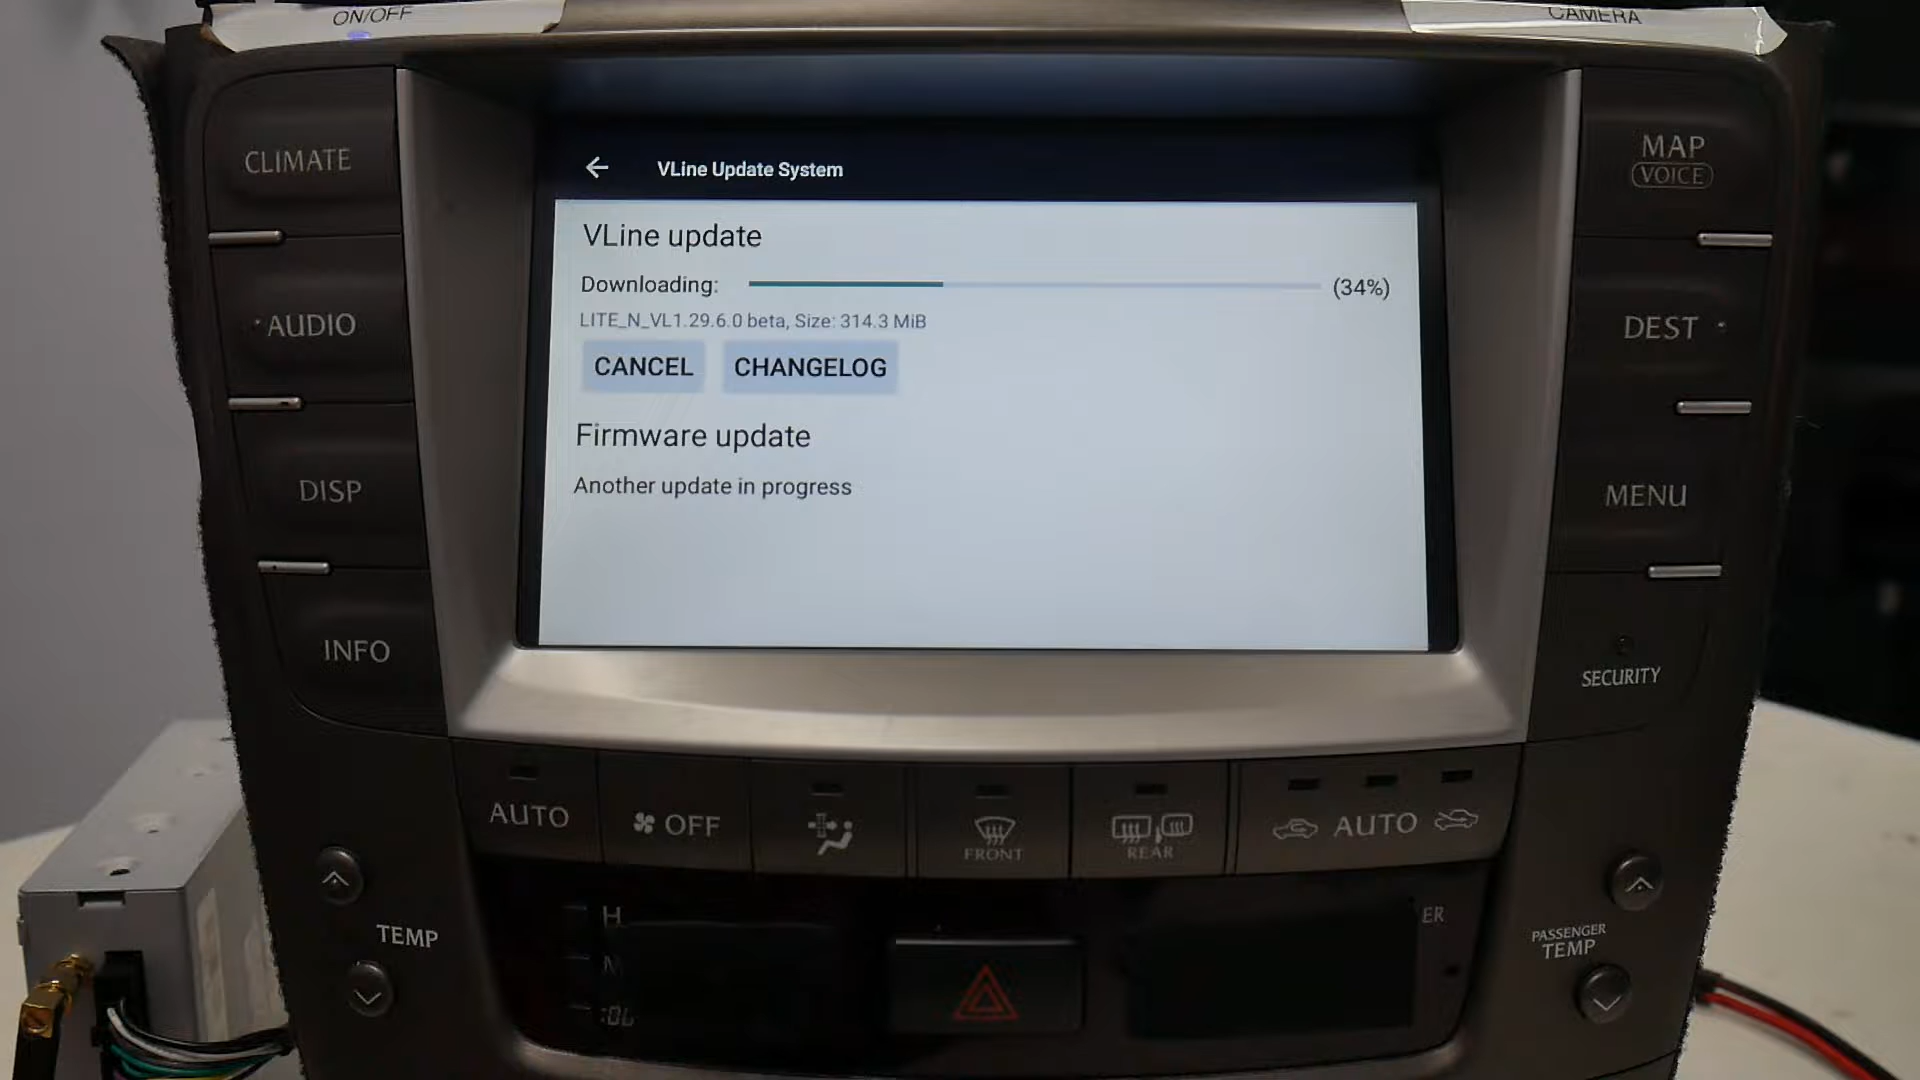 ON/OFF
CAMERA
CLIMATE
AUDIO
DISP
INFO
VLine Update System
VLine update
Downloading: (34%)
LITE_N_VL1.29.6.0 beta, Size: 314.3 MiB
CANCEL CHANGELOG
Firmware update
Another update in progress
MAP
VOICE
DEST
MENU
SECURITY
AUTO
OFF
FRONT
REAR
AUTO
TEMP
H
M
ER
PASSENGER
TEMP